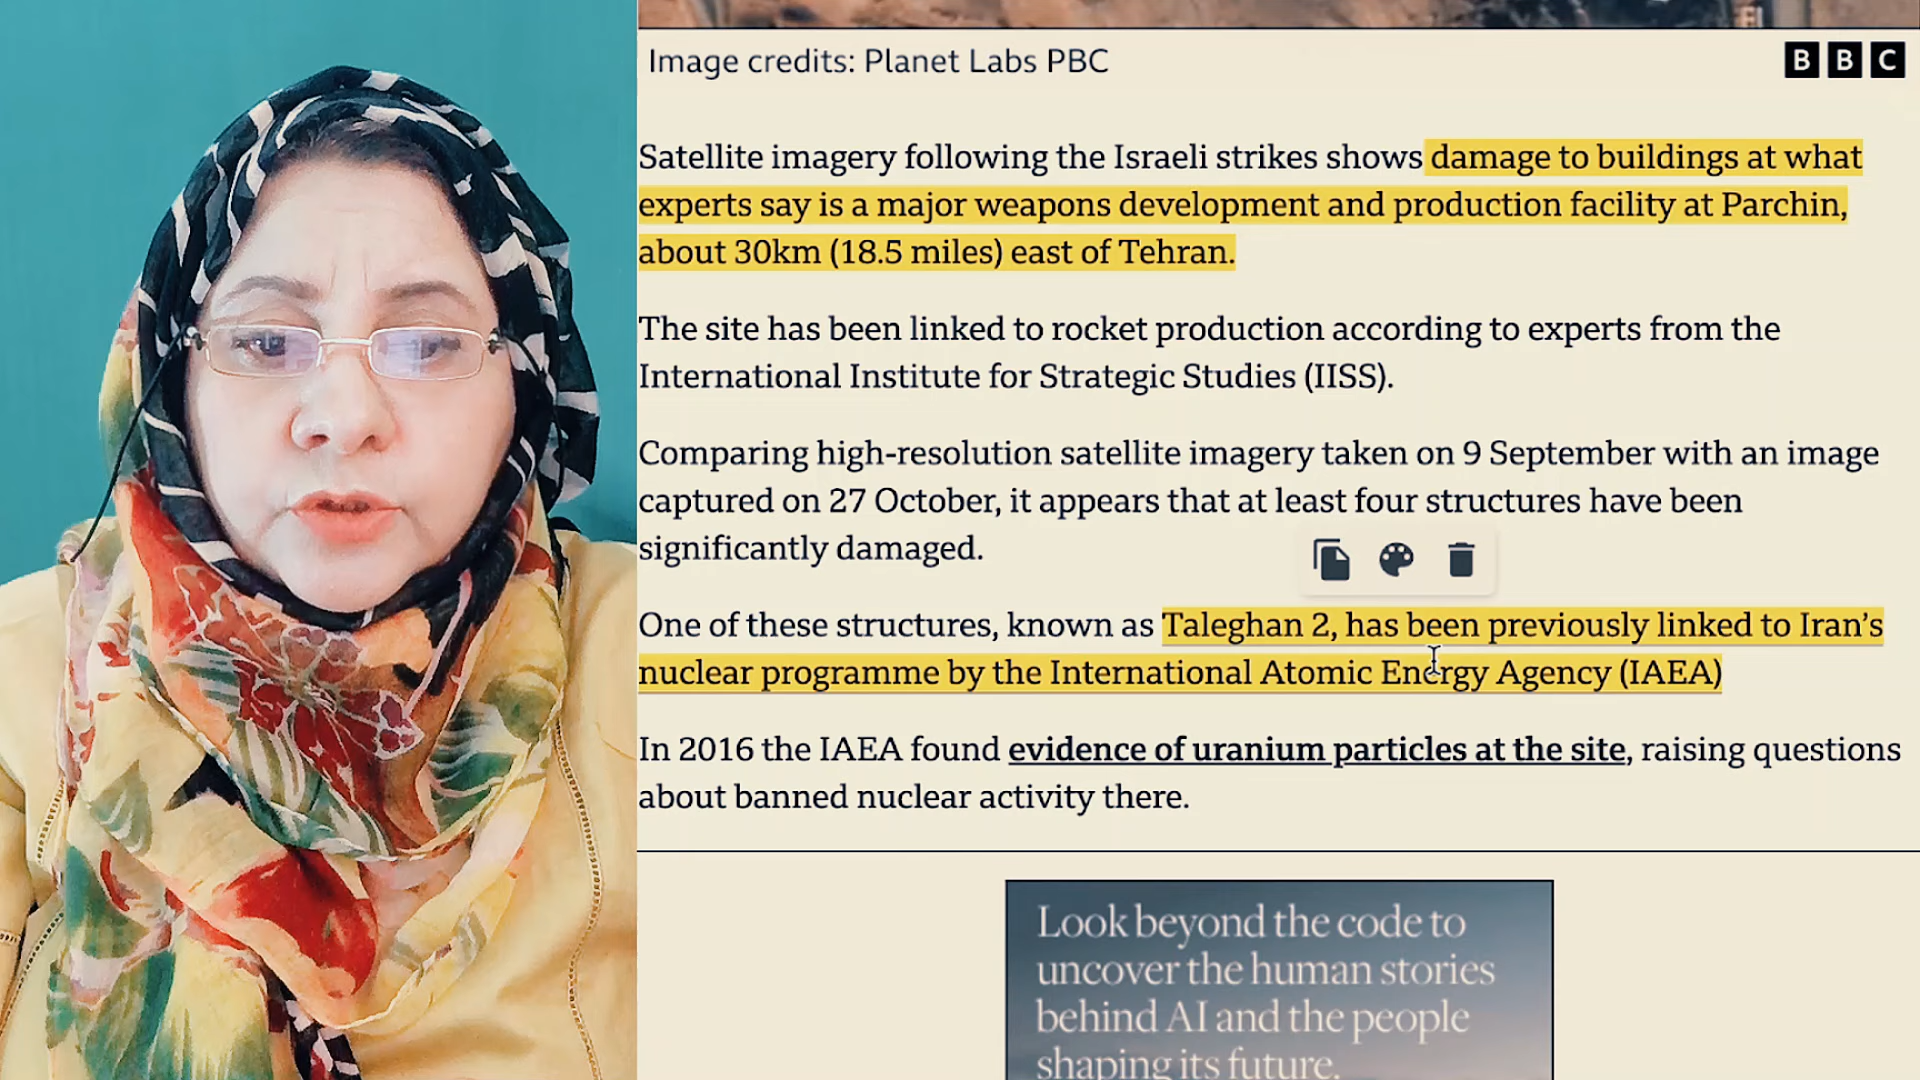 Image credits: Planet Labs PBC
BBC
Satellite imagery following the Israeli strikes shows damage to buildings at what
experts say is a major weapons development and production facility at Parchin,
about 30km (18.5 miles) east of Tehran.
The site has been linked to rocket production according to experts from the
International Institute for Strategic Studies (IISS).
Comparing high-resolution satellite imagery taken on 9 September with an image
captured on 27 October, it appears that at least four structures have been
significantly damaged.
One of these structures, known as Taleghan 2, has been previously linked to Iran’s
nuclear programme by the International Atomic Energy Agency (IAEA)
In 2016 the IAEA found evidence of uranium particles at the site, raising questions
about banned nuclear activity there.
Look beyond the code to
uncover the human stories
behind AI and the people
shaping its future.